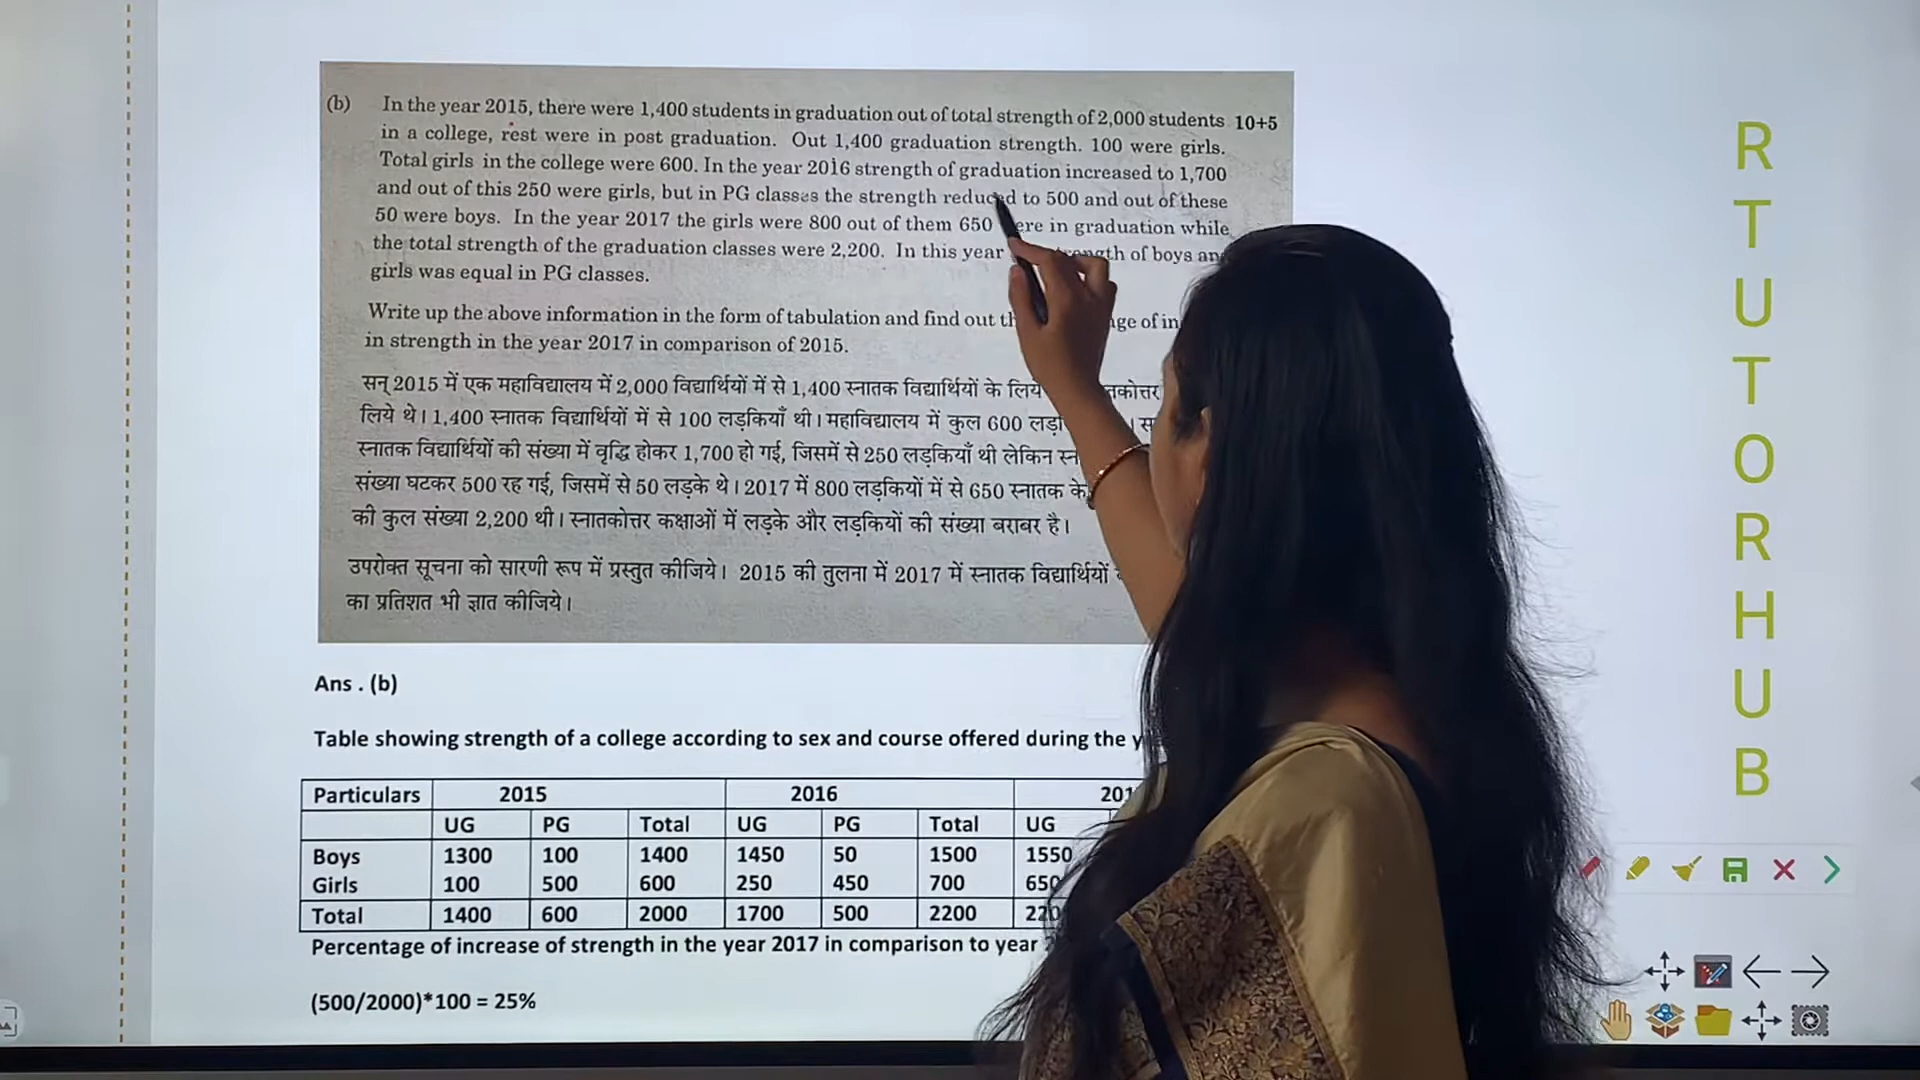 (b) In the year 2015, there were 1,400 students in graduation out of total strength of 2,000 students 10+5
in a college, rest were in post graduation. Out 1,400 graduation strength. 100 were girls.
Total girls in the college were 600. In the year 2016 strength of graduation increased to 1,700
and out of this 250 were girls, but in PG classes the strength reduced to 500 and out of these
50 were boys. In the year 2017 the girls were 800 out of them 650 in graduation while
the total strength of the graduation classes were 2,200. In this year of boys
girls was equal in PG classes.
Write up the above information in the form of tabulation and find out of
in strength in the year 2017 in comparison of 2015.
सन् 2015 में एक महाविद्यालय में 2,000 विद्यार्थियों में से 1,400 स्नातक विद्यार्थियों के
लिये थे। 1,400 स्नातक विद्यार्थियों में से 100 लड़कियाँ थी। महाविद्यालय में कुल 600
स्नातक विद्यार्थियों की संख्या में वृद्धि होकर 1,700 हो गई, जिसमें से 250 लड़कियाँ थी लेकिन
संख्या घटकर 500 रह गई, जिसमें से 50 लड़के थे। 2017 में 800 लड़कियों में से 650 स्नातक
की कुल संख्या 2,200 थी। स्नातकोत्तर कक्षाओं में लड़के और लड़कियों की संख्या बराबर है।
उपरोक्त सूचना को सारणी रूप में प्रस्तुत कीजिये। 2015 की तुलना में 2017 में स्नातक विद्यार्थियों
का प्रतिशत भी ज्ञात कीजिये।
Ans . (b)
Table showing strength of a college according to sex and course offered during the
Particulars 2015 2016
UG PG Total UG PG Total UG
Boys 1300 100 1400 1450 50 1500 1550
Girls 100 500 600 250 450 700 650
Total 1400 600 2000 1700 500 2200
Percentage of increase of strength in the year 2017 in comparison to year
(500/2000)*100 = 25%
R
T
U
T
O
R
H
U
B